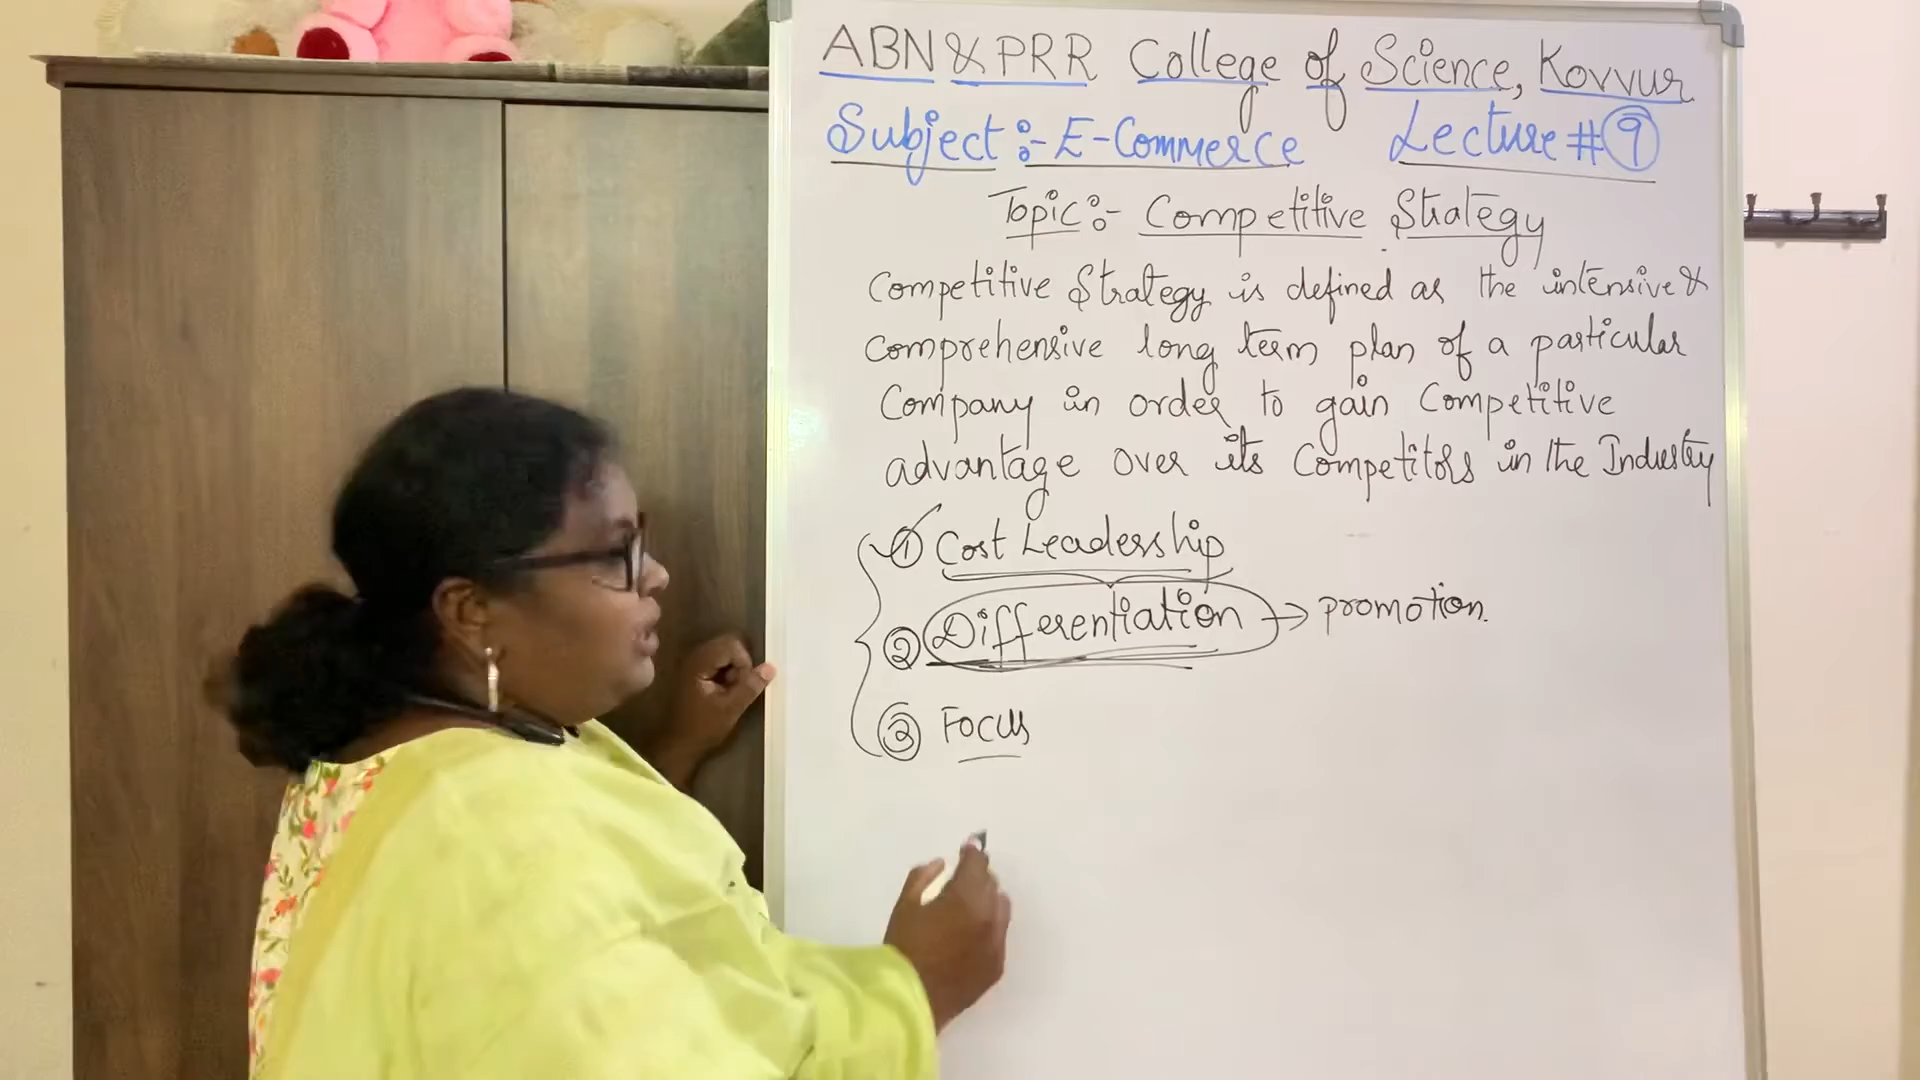 ABN & PRR College of Science, Kovvur
Subject :- E-Commerce Lecture # 9
Topic :- Competitive Strategy
Competitive Strategy is defined as the intensive &
comprehensive long term plan of a particular
Company in order to gain Competitive
advantage over its Competitors in the Industry
① Cost Leadership
② Differentiation → promotion.
③ Focus